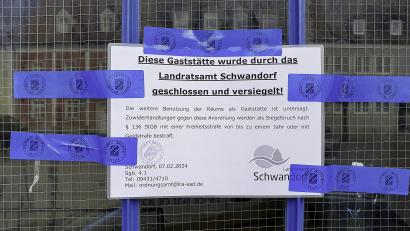 Diese Gaststätte wurde durch das
Landratsamt Schwandorf
geschlossen und versiegelt!
Die weitere Benutzung der Räume als Gaststätte ist untersagt.
Zuwiderhandlungen gegen diese Anordnung werden als Siegelbruch nach
§ 136 StGB mit einer Freiheitsstrafe von bis zu einem Jahr oder mit
Geldstrafe bestraft.
Schwandorf, 07.02.2024
Sgb. 4.1
Tel: 09431/4710
Mail: ordnungsamt@lra-sad.de
Schwandorf